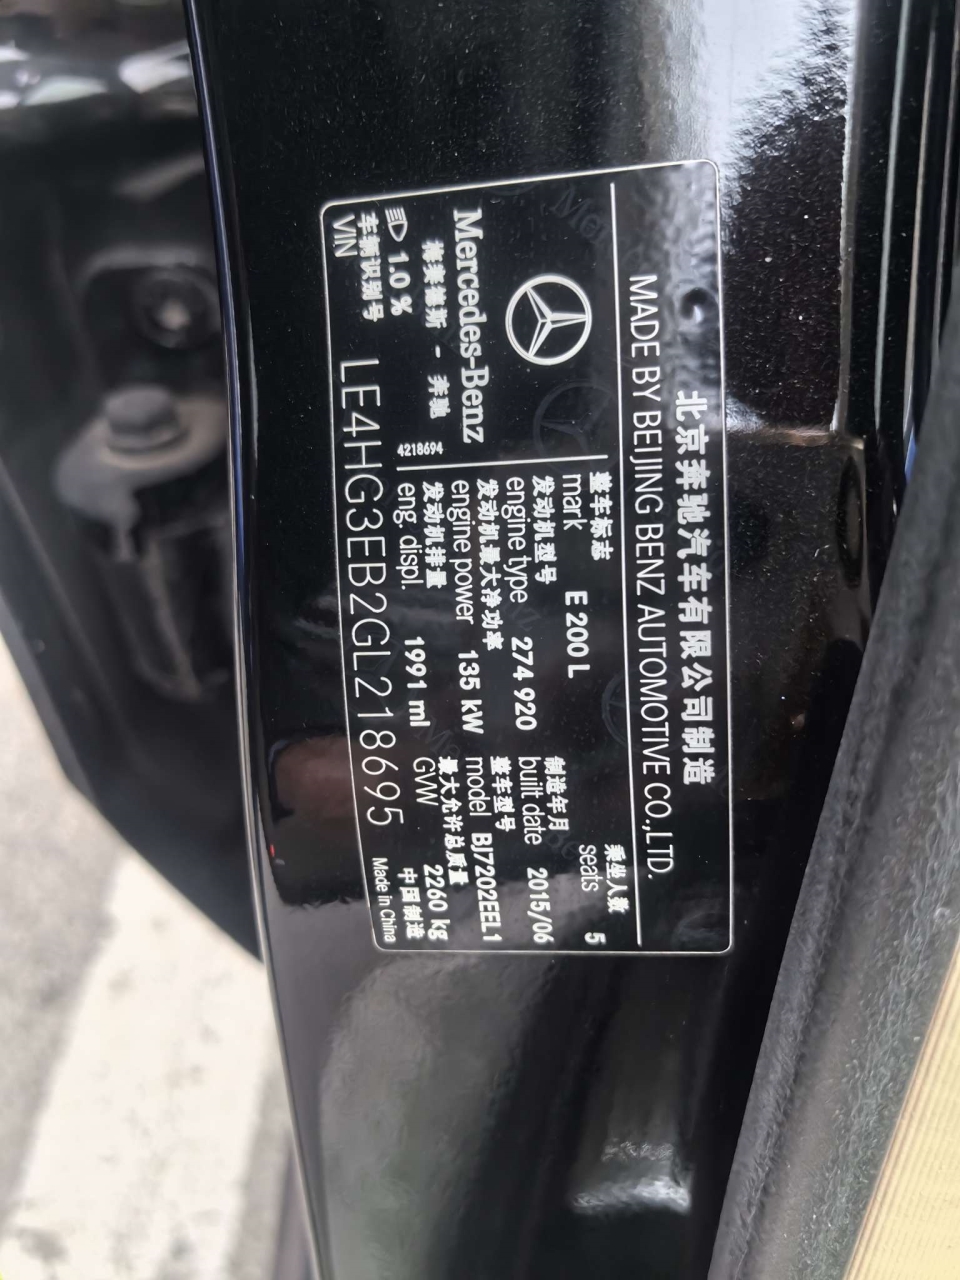 北京奔驰汽车有限公司制造
MADE BY BEIJING BENZ AUTOMOTIVE CO.,LTD.
Mercedes-Benz
梅赛德斯 - 奔驰
1.0 %
4218694
整车标志
mark E 200 L
乘坐人数
seats 5
发动机型号
engine type 274 920
制造年月
built date 2015/06
发动机最大净功率
engine power 135 kW
整车型号
model BJ7202EEL1
发动机排量
eng. displ. 1991 ml
最大允许总质量
GVW 2260 kg
车辆识别号
VIN LE4HG3EB2GL218695
中国制造
Made in China